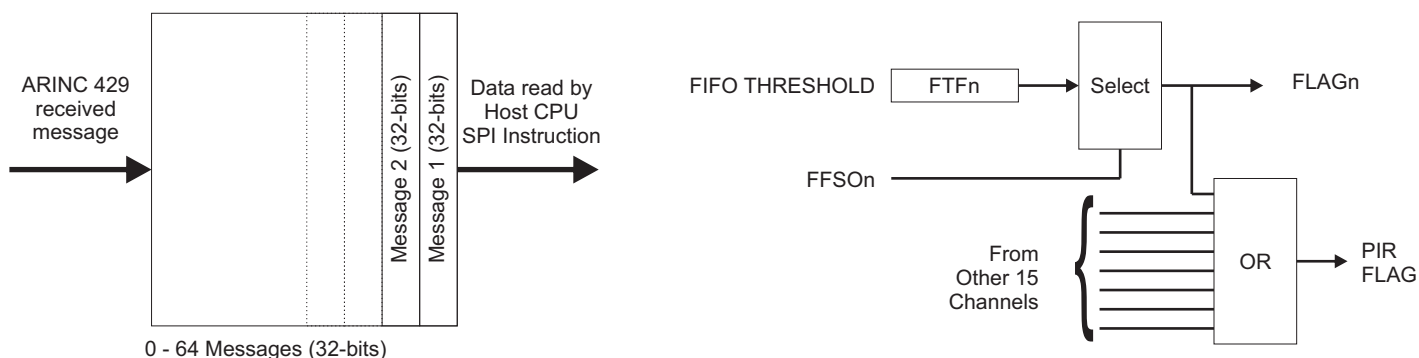 ARINC 429
received
message
Message 2 (32-bits)
Message 1 (32-bits)
Data read by
Host CPU
SPI Instruction
0 - 64 Messages (32-bits)
FIFO THRESHOLD
FTFn
Select
FLAGn
FFSOn
From
Other 15
Channels
OR
PIR
FLAG